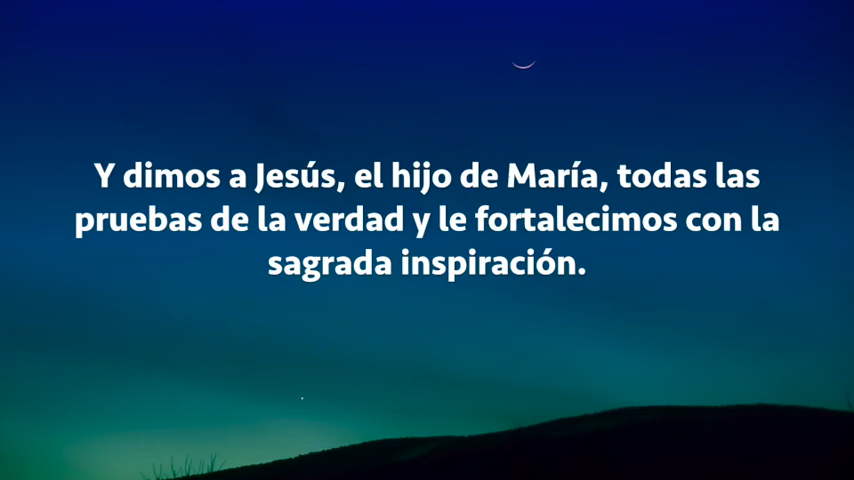 Y dimos a Jesús, el hijo de María, todas las
pruebas de la verdad y le fortalecimos con la
sagrada inspiración.